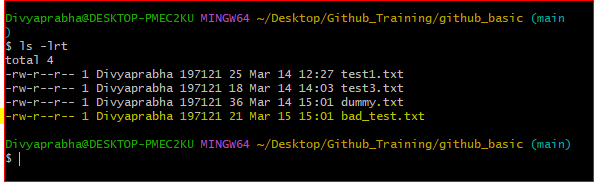 Divyaprabha@DESKTOP-PMEC2KU MINGW64 ~/Desktop/Github_Training/github_basic (main
)
$ ls -lrt
total 4
-rw-r--r-- 1 Divyaprabha 197121 25 Mar 14 12:27 test1.txt
-rw-r--r-- 1 Divyaprabha 197121 18 Mar 14 14:03 test3.txt
-rw-r--r-- 1 Divyaprabha 197121 36 Mar 14 15:01 dummy.txt
-rw-r--r-- 1 Divyaprabha 197121 21 Mar 15 15:01 bad_test.txt
Divyaprabha@DESKTOP-PMEC2KU MINGW64 ~/Desktop/Github_Training/github_basic (main)
$